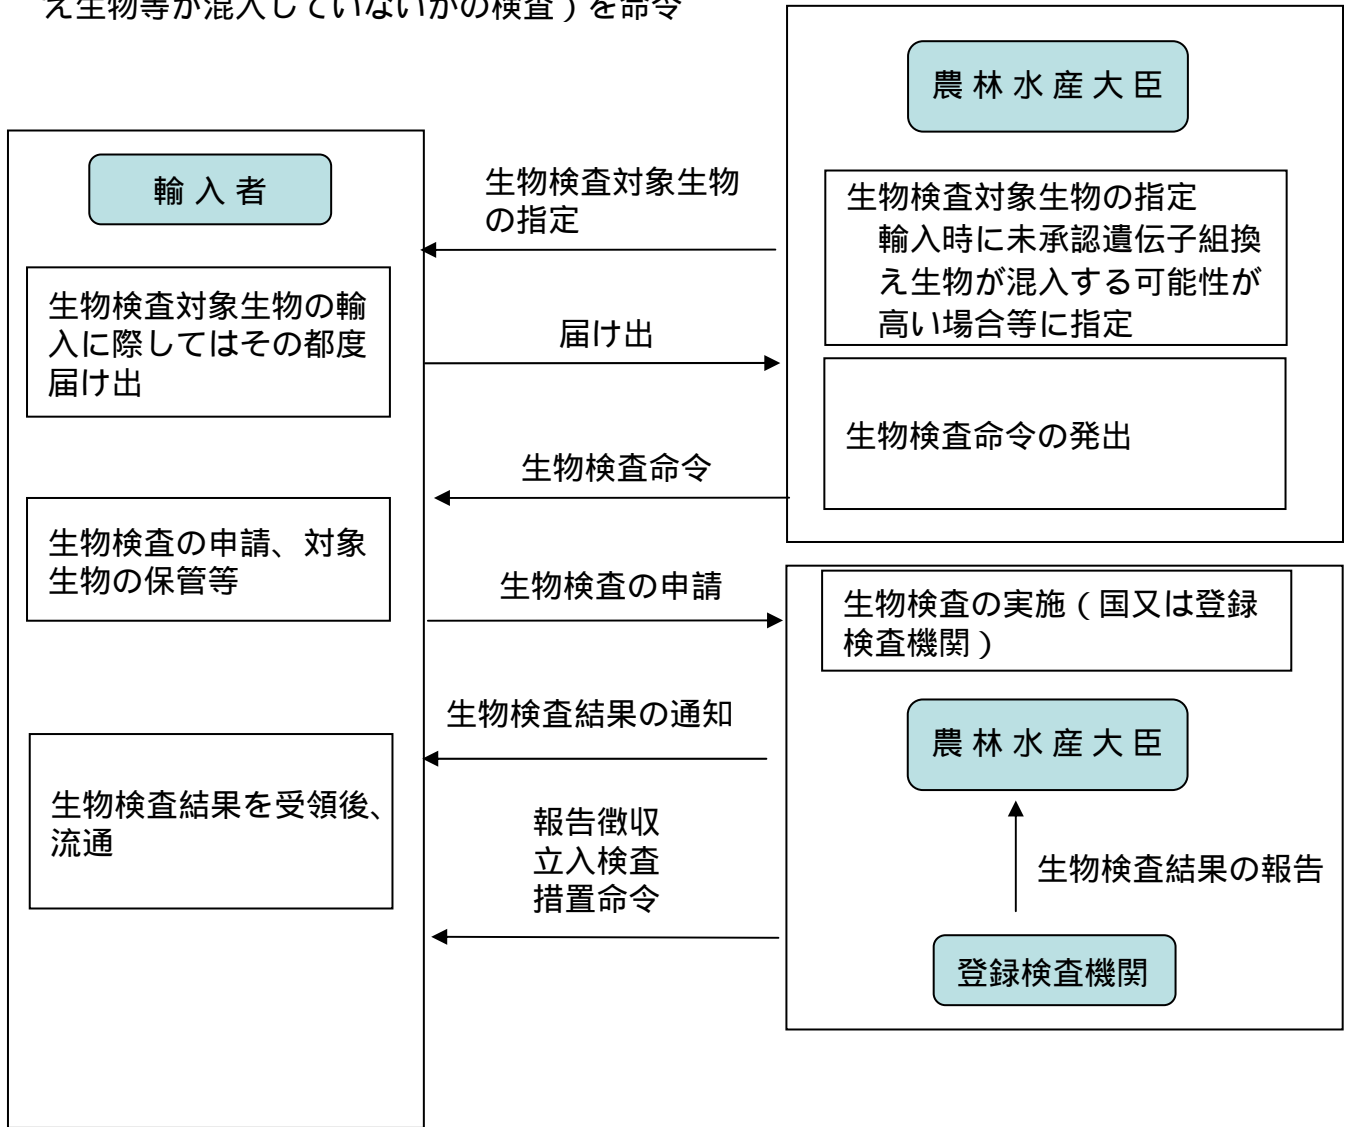 え生物等が混入していないかの検査）を命令
農林水産大臣
輸入者
生物検査対象生物
の指定
生物検査対象生物の指定
輸入時に未承認遺伝子組換
え生物が混入する可能性が
高い場合等に指定
生物検査対象生物の輸
入に際してはその都度
届け出
届け出
生物検査命令の発出
生物検査命令
生物検査の申請、対象
生物の保管等
生物検査の申請
生物検査の実施（国又は登録
検査機関）
生物検査結果の通知
農林水産大臣
生物検査結果を受領後、
流通
報告徴収
立入検査
措置命令
生物検査結果の報告
登録検査機関